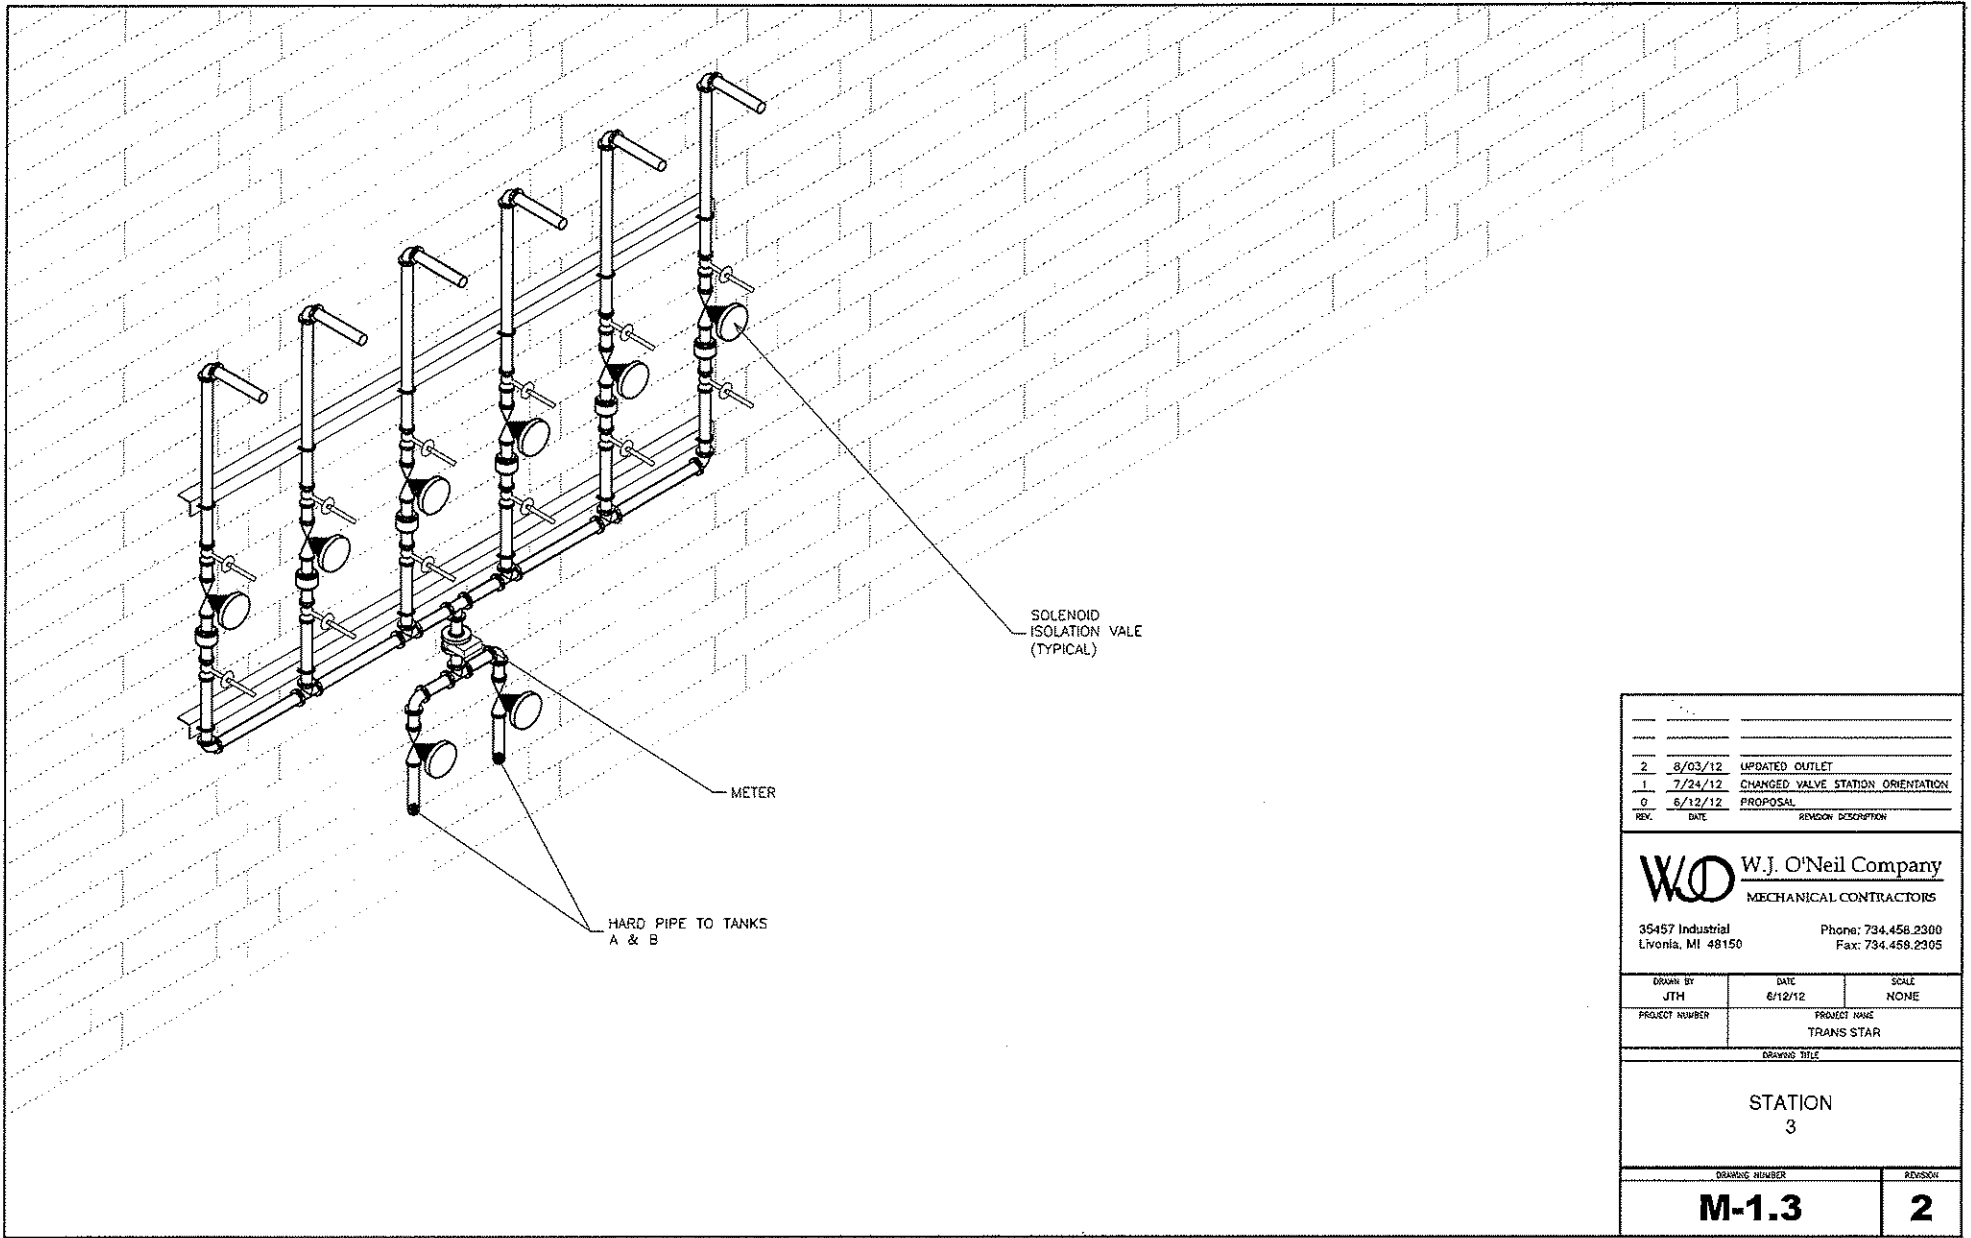 SOLENOID
ISOLATION VALE
(TYPICAL)
METER
HARD PIPE TO TANKS
A & B
2 8/03/12 UPDATED OUTLET
1 7/24/12 CHANGED VALVE STATION ORIENTATION
0 6/12/12 PROPOSAL
REV. DATE REVISION DESCRIPTION
WJO
W.J. O'Neil Company
MECHANICAL CONTRACTORS
35457 Industrial Phone: 734.458.2300
Livonia, MI 48150 Fax: 734.459.2305
DRAWN BY DATE SCALE
JTH 6/12/12 NONE
PROJECT NUMBER PROJECT NAME
TRANS STAR
DRAWING TITLE
STATION
3
DRAWING NUMBER REVISION
M-1.3 2